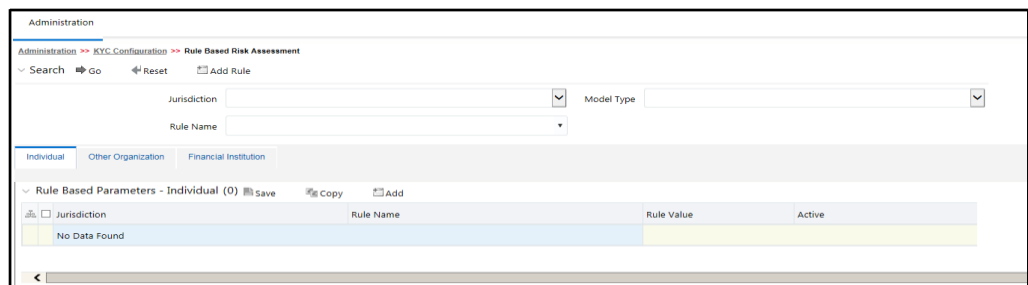 Administration
Administration >> KYC Configuration >> Rule Based Risk Assessment
Search Go Reset Add Rule
Jurisdiction Model Type
Rule Name
Individual Other Organization Financial Institution
Rule Based Parameters - Individual (0) Save Copy Add
Jurisdiction Rule Name Rule Value Active
No Data Found